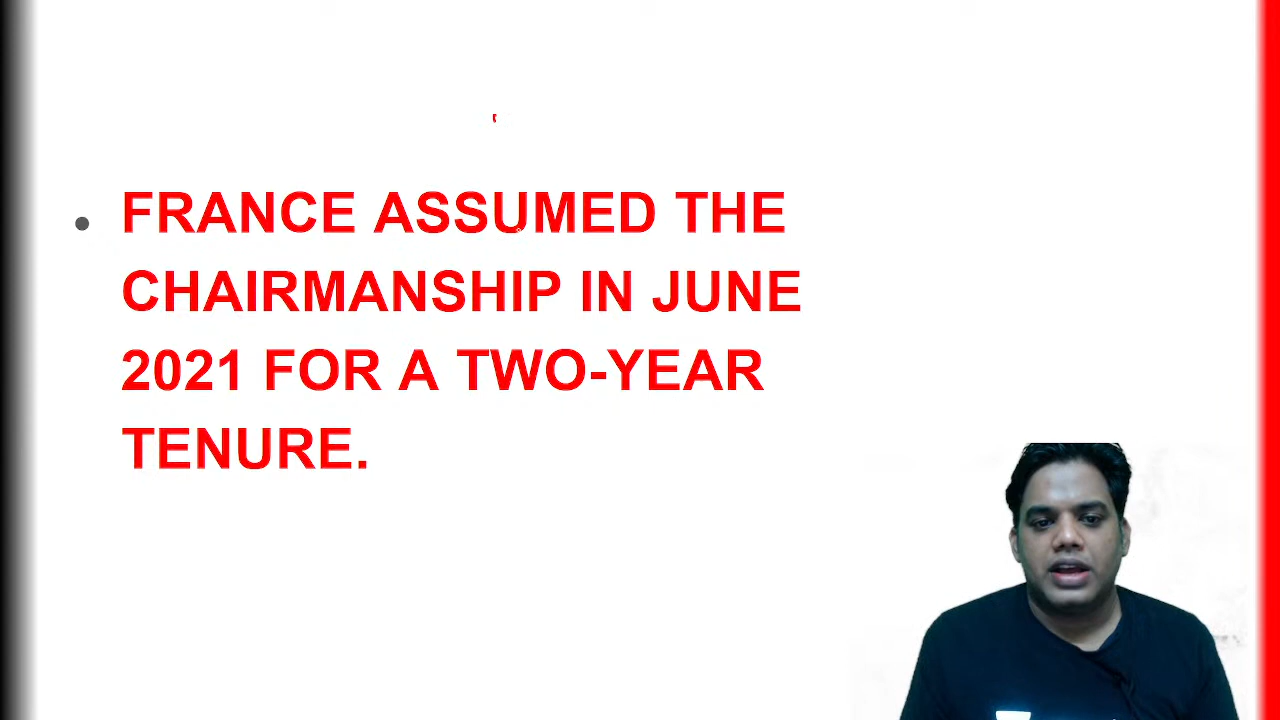 FRANCE ASSUMED THE
CHAIRMANSHIP IN JUNE
2021 FOR A TWO-YEAR
TENURE.